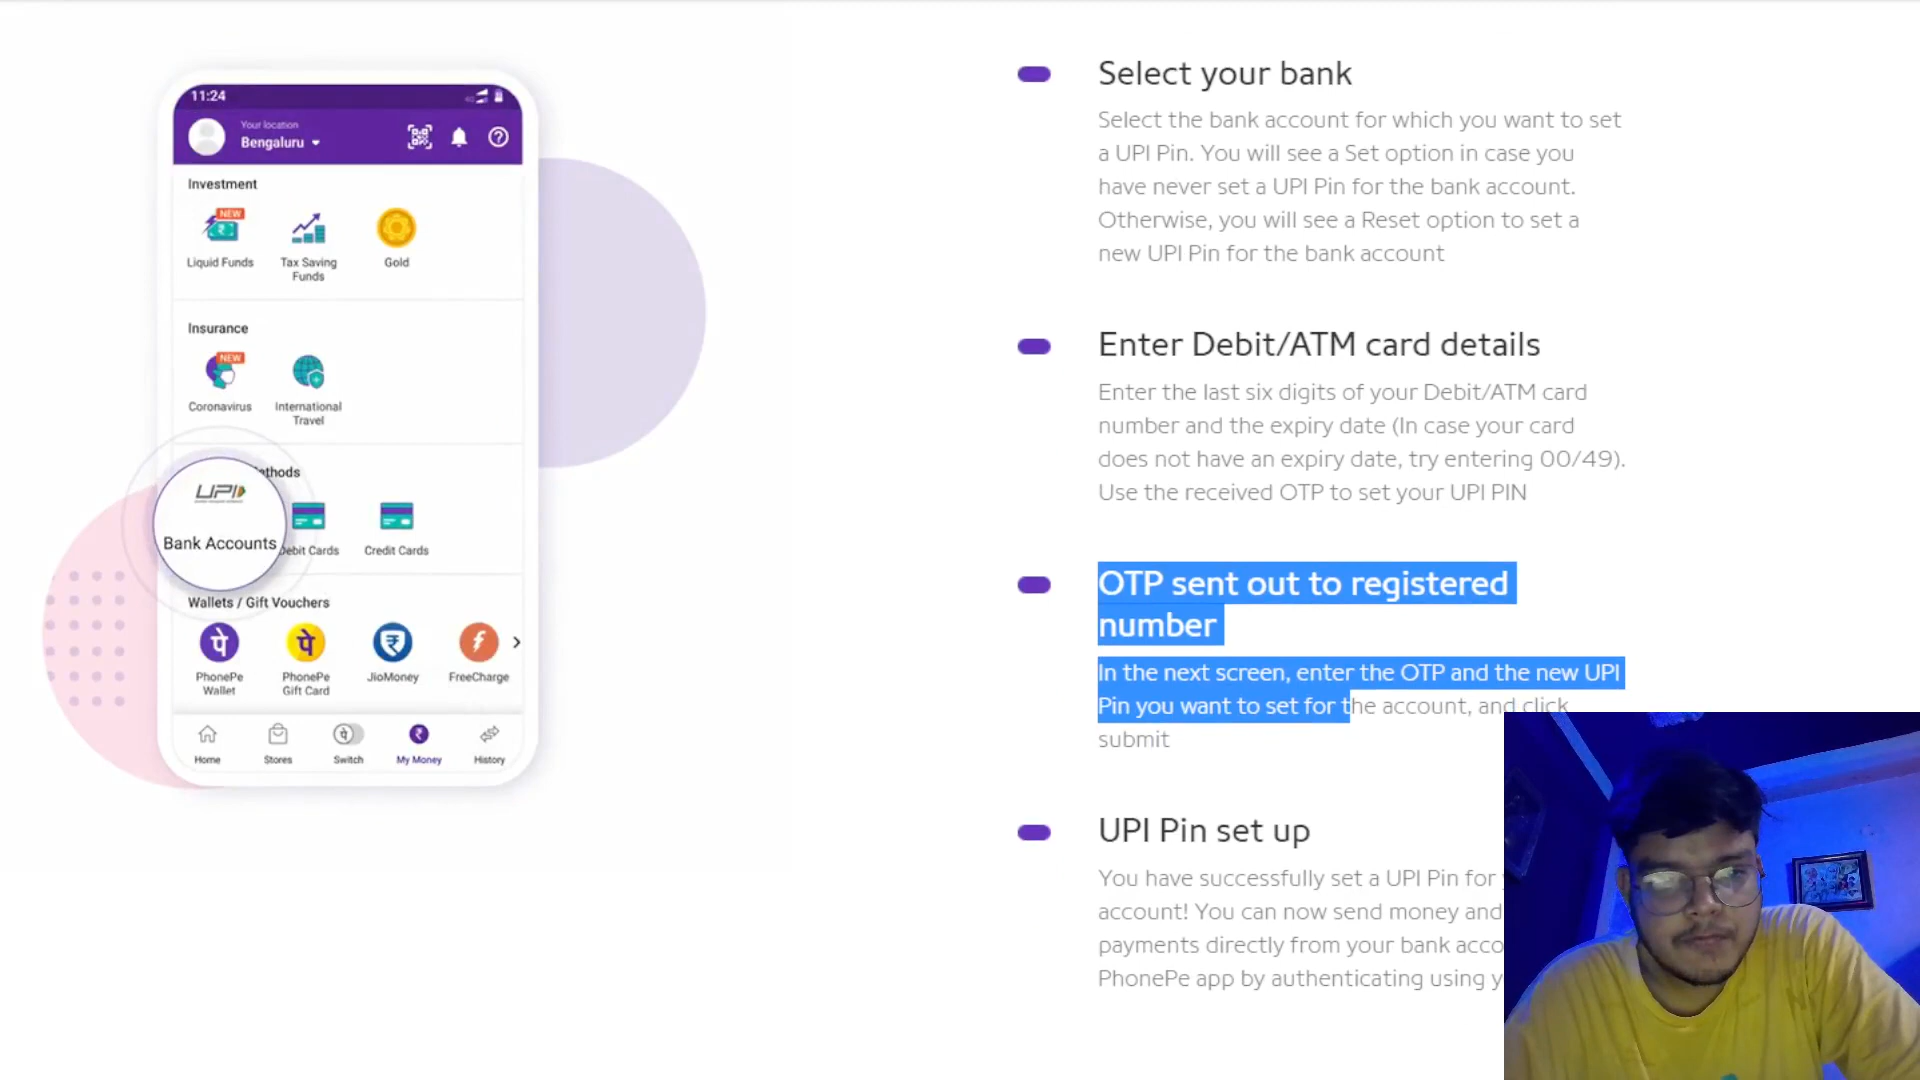 11:24
Your location
Bengaluru
Investment
NEW
Liquid Funds
Tax Saving
Funds
Gold
Insurance
NEW
Coronavirus
International
Travel
ethods
UPI
Bank Accounts
Debit Cards
Credit Cards
Wallets / Gift Vouchers
पे
पे
PhonePe
Wallet
PhonePe
Gift Card
JioMoney
FreeCharge
Home
Stores
Switch
My Money
History
Select your bank
Select the bank account for which you want to set
a UPI Pin. You will see a Set option in case you
have never set a UPI Pin for the bank account.
Otherwise, you will see a Reset option to set a
new UPI Pin for the bank account
Enter Debit/ATM card details
Enter the last six digits of your Debit/ATM card
number and the expiry date (In case your card
does not have an expiry date, try entering 00/49).
Use the received OTP to set your UPI PIN
OTP sent out to registered
number
In the next screen, enter the OTP and the new UPI
Pin you want to set for the account, and click
submit
UPI Pin set up
You have successfully set a UPI Pin for
account! You can now send money and
payments directly from your bank acco
PhonePe app by authenticating using y